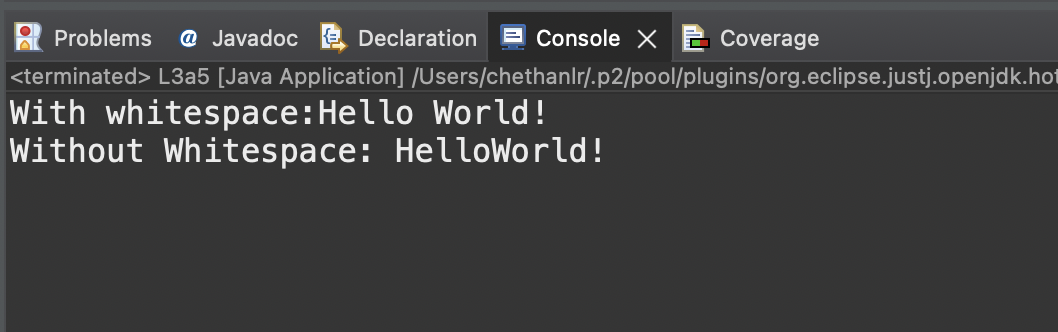 Problems @ Javadoc Declaration Console Coverage
<terminated> L3a5 [Java Application] /Users/chethanlr/.p2/pool/plugins/org.eclipse.justj.openjdk.hot
With whitespace:Hello World!
Without Whitespace: HelloWorld!